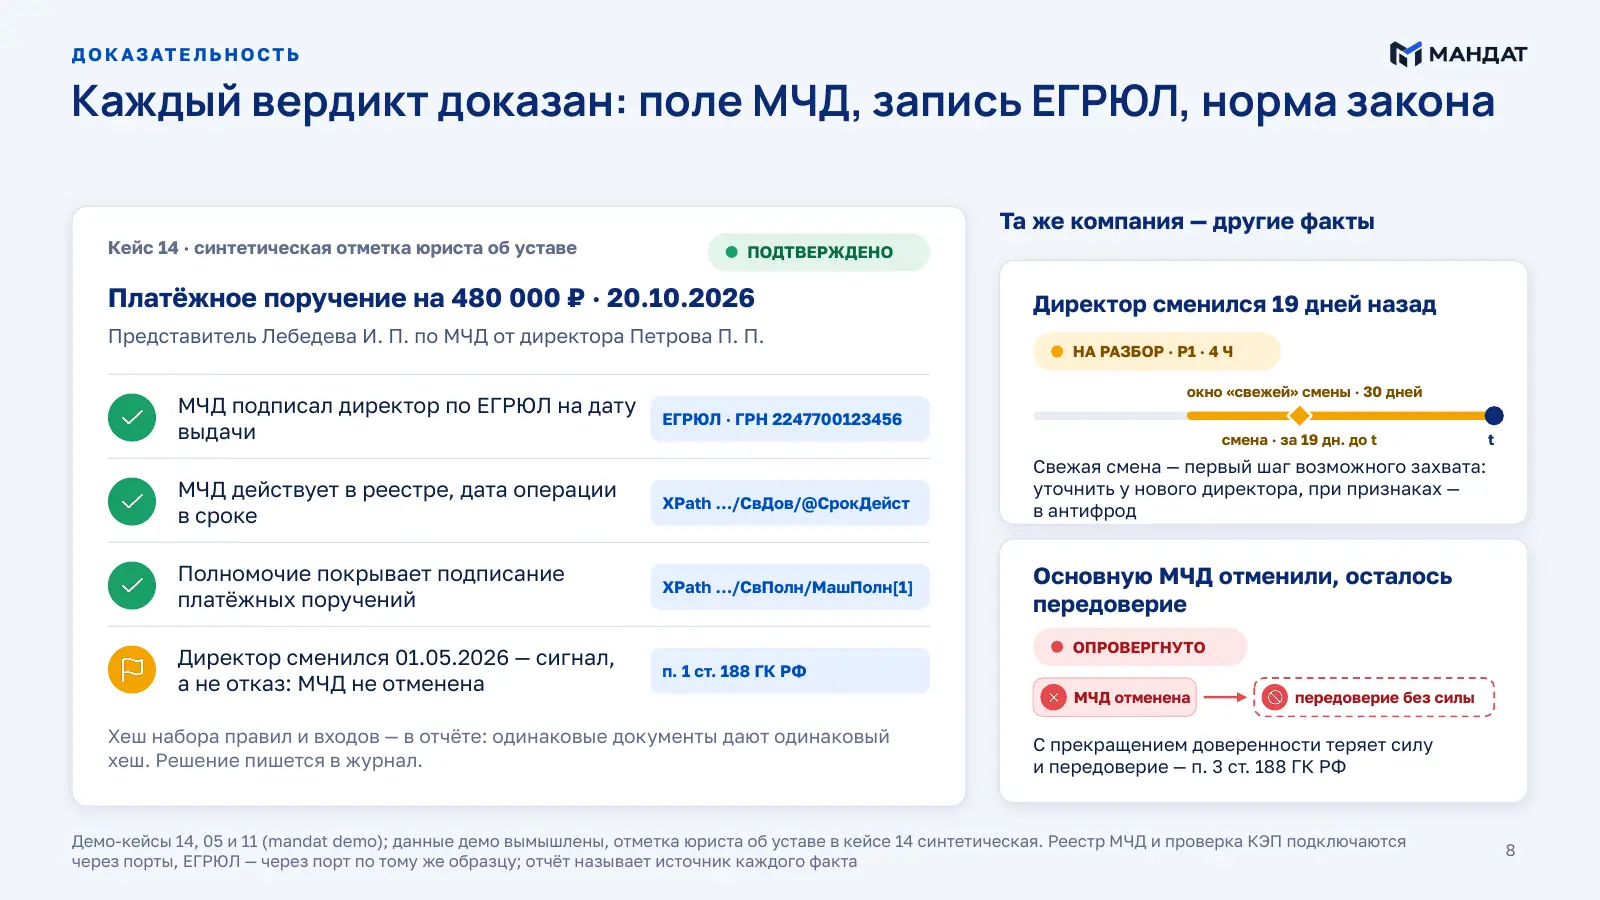 ДОКАЗАТЕЛЬНОСТЬ
МАНДАТ
Каждый вердикт доказан: поле МЧД, запись ЕГРЮЛ, норма закона
Кейс 14 · синтетическая отметка юриста об уставе
ПОДТВЕРЖДЕНО
Платёжное поручение на 480 000 ₽ · 20.10.2026
Представитель Лебедева И. П. по МЧД от директора Петрова П. П.
МЧД подписал директор по ЕГРЮЛ на дату
выдачи
ЕГРЮЛ · ГРН 2247700123456
МЧД действует в реестре, дата операции
в сроке
XPath …/СвДов/@СрокДейст
Полномочие покрывает подписание
платёжных поручений
XPath …/СвПолн/МашПолн[1]
Директор сменился 01.05.2026 — сигнал,
а не отказ: МЧД не отменена
п. 1 ст. 188 ГК РФ
Хеш набора правил и входов — в отчёте: одинаковые документы дают одинаковый
хеш. Решение пишется в журнал.
Та же компания — другие факты
Директор сменился 19 дней назад
НА РАЗБОР · P1 · 4 Ч
окно «свежей» смены · 30 дней
смена · за 19 дн. до t
t
Свежая смена — первый шаг возможного захвата:
уточнить у нового директора, при признаках —
в антифрод
Основную МЧД отменили, осталось
передоверие
ОПРОВЕРГНУТО
МЧД отменена
передоверие без силы
С прекращением доверенности теряет силу
и передоверие — п. 3 ст. 188 ГК РФ
Демо-кейсы 14, 05 и 11 (mandat demo); данные демо вымышлены, отметка юриста об уставе в кейсе 14 синтетическая. Реестр МЧД и проверка КЭП подключаются
через порты, ЕГРЮЛ — через порт по тому же образцу; отчёт называет источник каждого факта
8